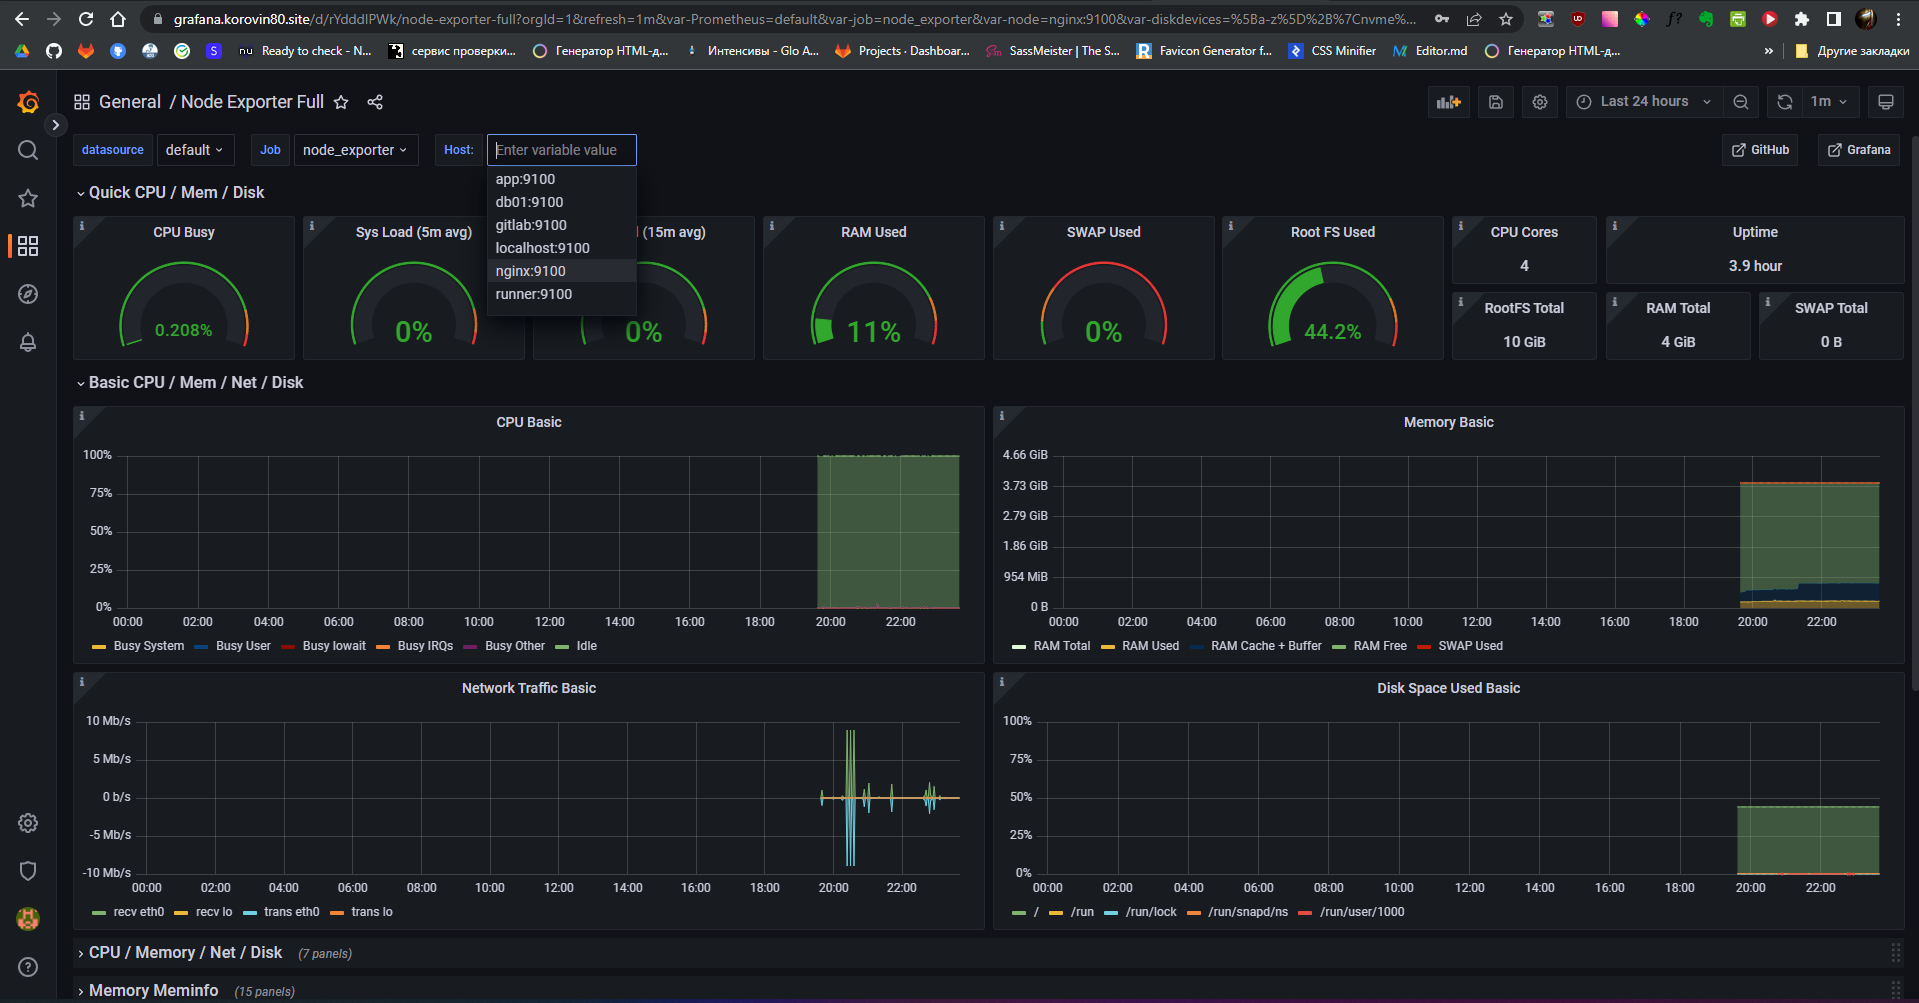 grafana.korovin80.site/d/rYdddlPWk/node-exporter-full?orgId=1&refresh=1m&var-Prometheus=default&var-job=node_exporter&var-node=nginx:9100&var-diskdevices=%5Ba-z%5D%2B%7Cnvme%...
Ready to check - N... сервис проверки... Генератор HTML-д... Интенсивы - Glo A... Projects · Dashboar... SassMeister | The S... Favicon Generator f... CSS Minifier Editor.md Генератор HTML-д... » Другие закладки
General / Node Exporter Full
Last 24 hours 1m
datasource default Job node_exporter Host: Enter variable value GitHub Grafana
app:9100
db01:9100
gitlab:9100
localhost:9100
nginx:9100
runner:9100
Quick CPU / Mem / Disk
CPU Busy
0.208%
Sys Load (5m avg)
0%
(15m avg)
0%
RAM Used
11%
SWAP Used
0%
Root FS Used
44.2%
CPU Cores
4
Uptime
3.9 hour
RootFS Total
10 GiB
RAM Total
4 GiB
SWAP Total
0 B
Basic CPU / Mem / Net / Disk
CPU Basic
100%
75%
50%
25%
0%
00:00 02:00 04:00 06:00 08:00 10:00 12:00 14:00 16:00 18:00 20:00 22:00
Busy System Busy User Busy Iowait Busy IRQs Busy Other Idle
Memory Basic
4.66 GiB
3.73 GiB
2.79 GiB
1.86 GiB
954 MiB
0 B
00:00 02:00 04:00 06:00 08:00 10:00 12:00 14:00 16:00 18:00 20:00 22:00
RAM Total RAM Used RAM Cache + Buffer RAM Free SWAP Used
Network Traffic Basic
10 Mb/s
5 Mb/s
0 b/s
-5 Mb/s
-10 Mb/s
00:00 02:00 04:00 06:00 08:00 10:00 12:00 14:00 16:00 18:00 20:00 22:00
recv eth0 recv lo trans eth0 trans lo
Disk Space Used Basic
100%
75%
50%
25%
0%
00:00 02:00 04:00 06:00 08:00 10:00 12:00 14:00 16:00 18:00 20:00 22:00
/ /run /run/lock /run/snapd/ns /run/user/1000
CPU / Memory / Net / Disk (7 panels)
Memory Meminfo (15 panels)